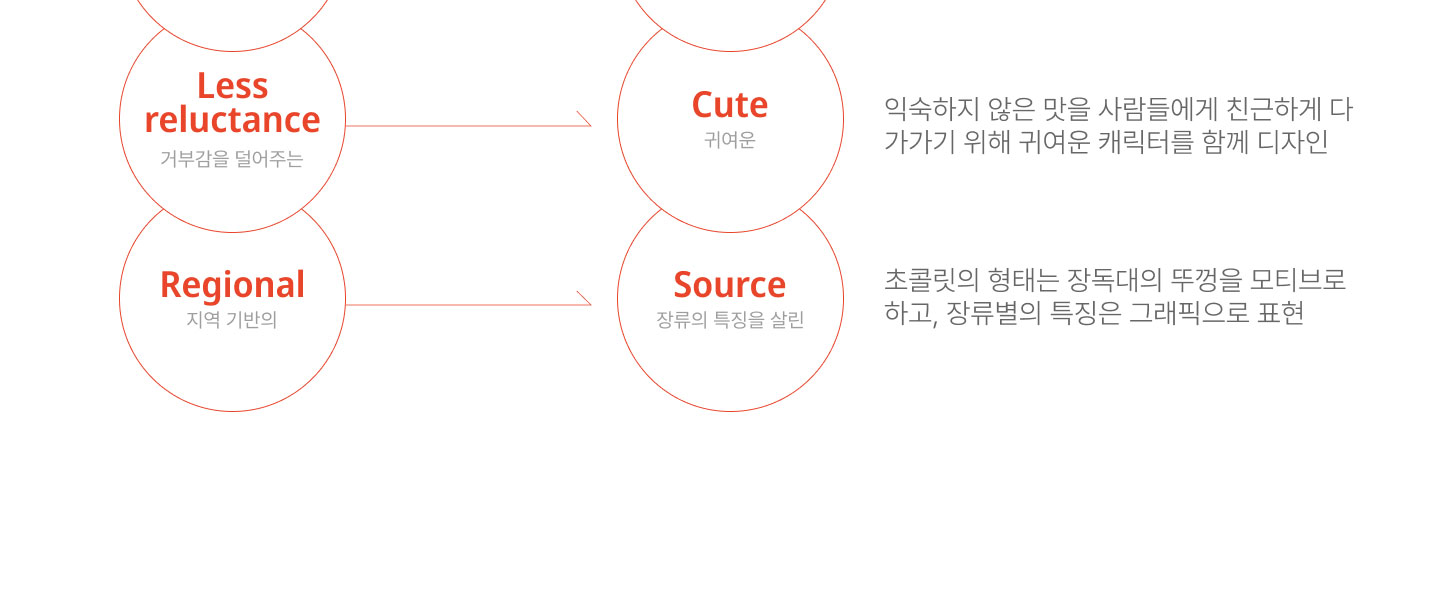 Less
reluctance
거부감을 덜어주는
Cute
귀여운
익숙하지 않은 맛을 사람들에게 친근하게 다
가가기 위해 귀여운 캐릭터를 함께 디자인
Regional
지역 기반의
Source
장류의 특징을 살린
초콜릿의 형태는 장독대의 뚜껑을 모티브로
하고, 장류별의 특징은 그래픽으로 표현